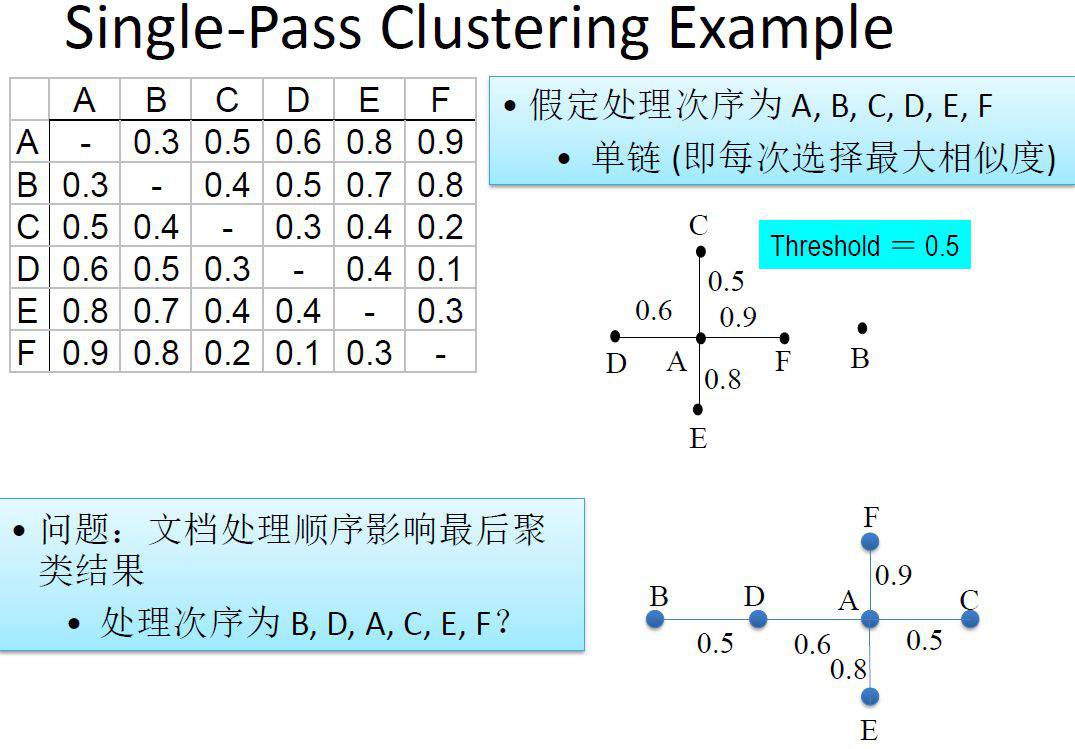 Single-Pass Clustering Example
A B C D E F
A - 0.3 0.5 0.6 0.8 0.9
B 0.3 - 0.4 0.5 0.7 0.8
C 0.5 0.4 - 0.3 0.4 0.2
D 0.6 0.5 0.3 - 0.4 0.1
E 0.8 0.7 0.4 0.4 - 0.3
F 0.9 0.8 0.2 0.1 0.3 -
• 假定处理次序为 A, B, C, D, E, F
• 单链 (即每次选择最大相似度)
Threshold = 0.5
C
0.5
0.6 0.9
D A F B
0.8
E
• 问题：文档处理顺序影响最后聚
类结果
• 处理次序为 B, D, A, C, E, F？
F
0.9
B D A C
0.5 0.6 0.5
0.8
E